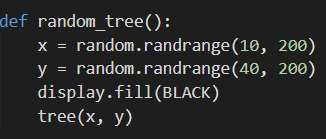 def random_tree():
    x = random.randrange(10, 200)
    y = random.randrange(40, 200)
    display.fill(BLACK)
    tree(x, y)